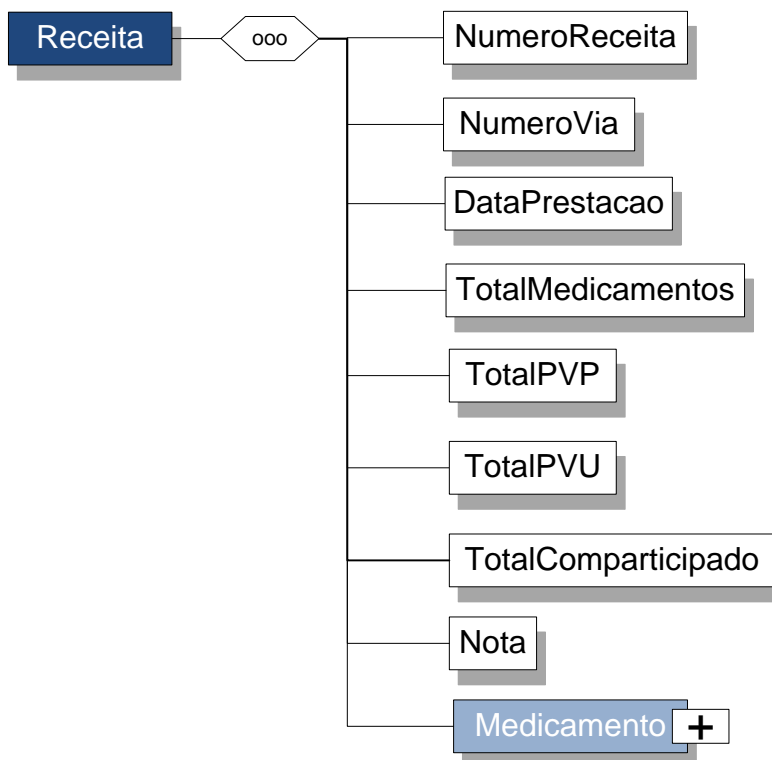 Receita
ooo
NumeroReceita
NumeroVia
DataPrestacao
TotalMedicamentos
TotalPVP
TotalPVU
TotalComparticipado
Nota
Medicamento +